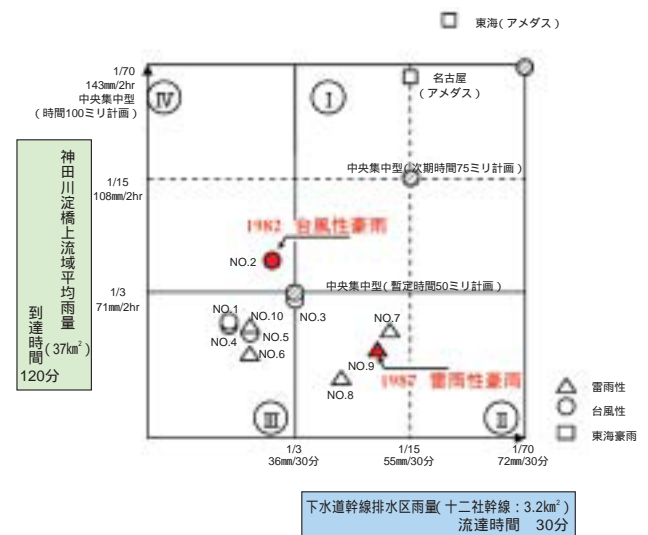 東海(アメダス)
1/70
143mm/2hr
中央集中型
(時間100ミリ計画)
Ⅳ
Ⅰ
名古屋
(アメダス)
神田川淀橋上流域平均雨量
(37km²)
到達時間
120分
1/15
108mm/2hr
中央集中型(次期時間75ミリ計画)
1982 台風性豪雨
NO.2
1/3
71mm/2hr
中央集中型(暫定時間50ミリ計画)
NO.1
NO.10
NO.3
NO.7
NO.4
NO.5
NO.6
NO.9
1987 雷雨性豪雨
NO.8
雷雨性
台風性
東海豪雨
Ⅲ
Ⅱ
1/3
36mm/30分
1/15
55mm/30分
1/70
72mm/30分
下水道幹線排水区雨量(十二社幹線:3.2km²)
流達時間 30分